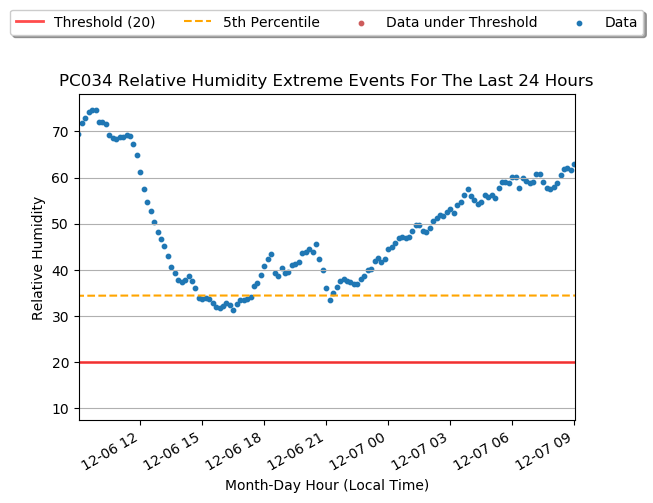 Threshold (20) 5th Percentile Data under Threshold Data
PC034 Relative Humidity Extreme Events For The Last 24 Hours
Relative Humidity
70
60
50
40
30
20
10
12-06 12 12-06 15 12-06 18 12-06 21 12-07 00 12-07 03 12-07 06 12-07 09
Month-Day Hour (Local Time)